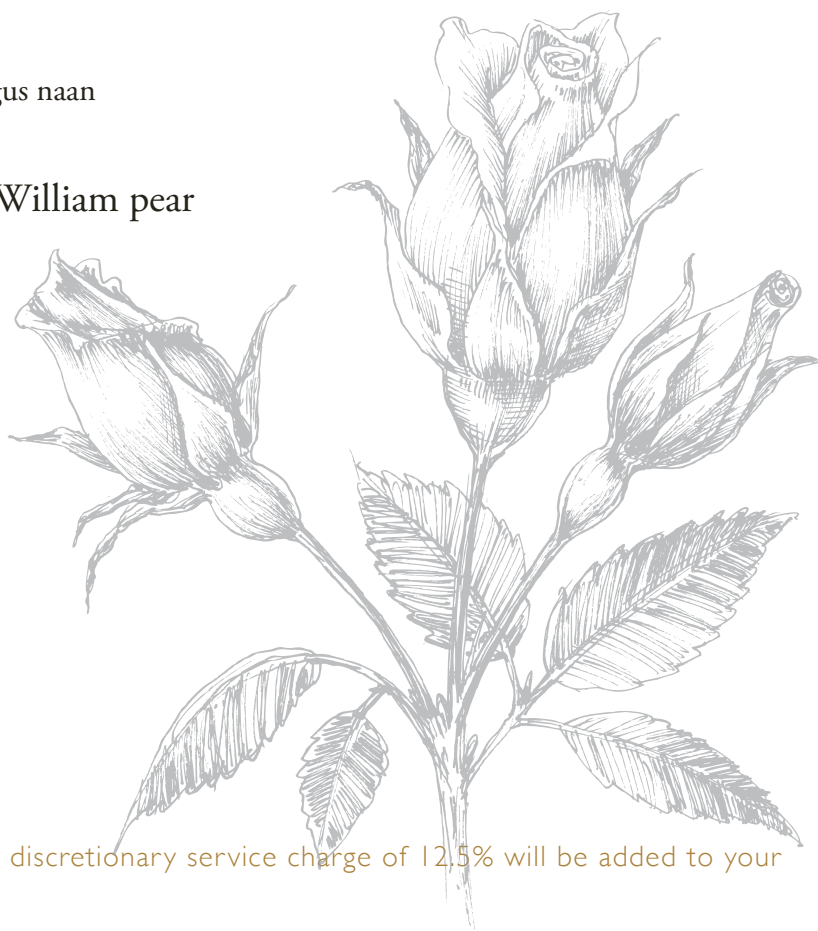 gus naan
William pear
discretionary service charge of 12.5% will be added to your